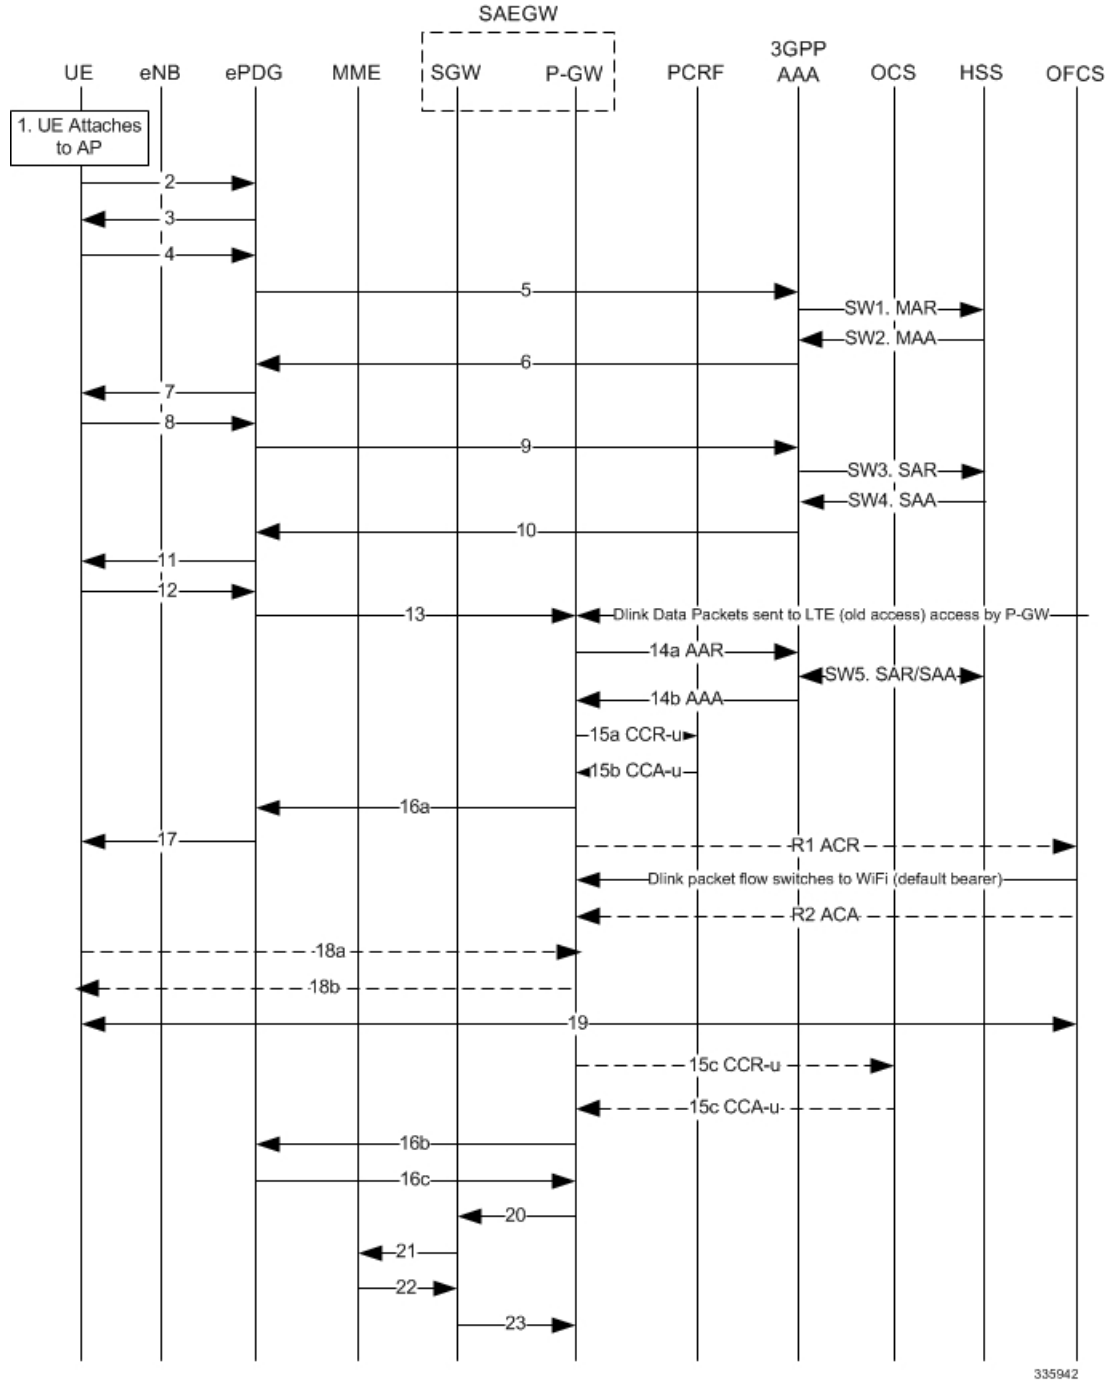 SAEGW
UE eNB ePDG MME SGW P-GW PCRF 3GPP AAA OCS HSS OFCS
1. UE Attaches
to AP
2
3
4
5
SW1. MAR
SW2. MAA
6
7
8
9
SW3. SAR
SW4. SAA
10
11
12
13 Dlink Data Packets sent to LTE (old access) access by P-GW
14a AAR
SW5. SAR/SAA
14b AAA
15a CCR-u
15b CCA-u
16a
17
R1 ACR
Dlink packet flow switches to WiFi (default bearer)
R2 ACA
18a
18b
19
15c CCR-u
15c CCA-u
16b
16c
20
21
22
23
335942